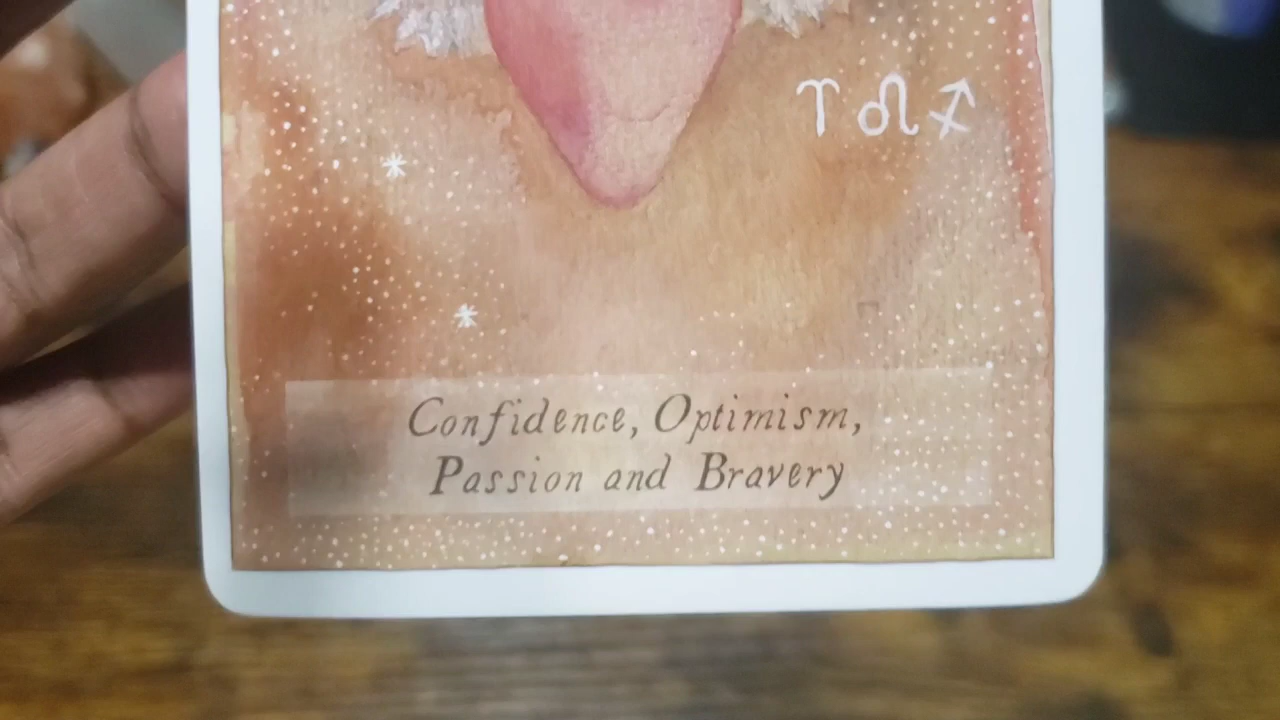 ♈ ♌ ♐
Confidence, Optimism,
Passion and Bravery